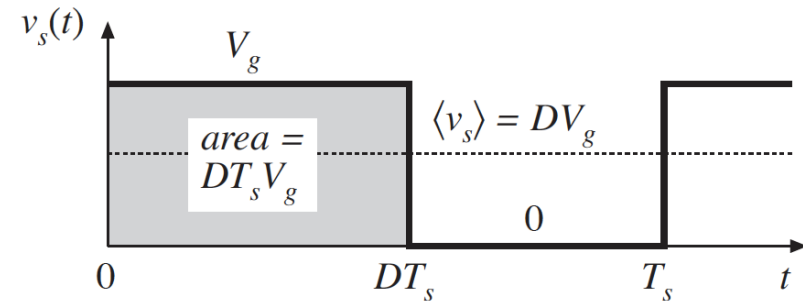 v_s(t)
V_g
area =
DT_sV_g
⟨v_s⟩ = DV_g
0
0
DT_s
T_s
t